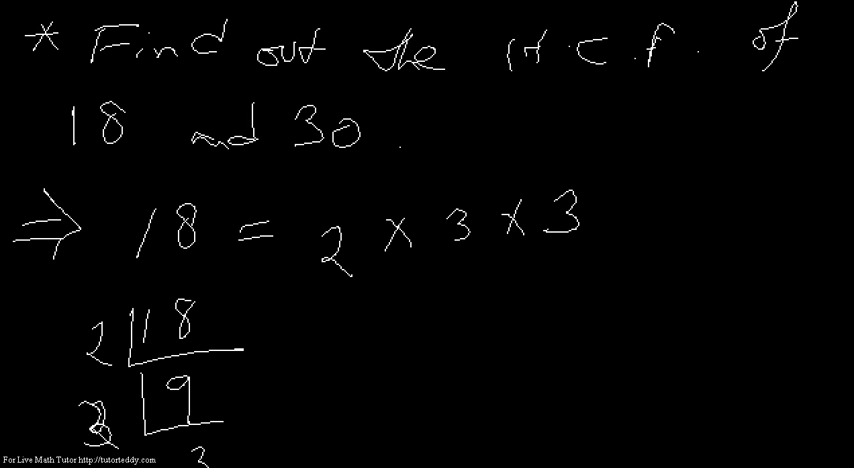 * Find out the H.C.F. of
18 and 30.
⇒ 18 = 2 × 3 × 3
2 | 18
3 | 9
3
For Live Math Tutor http://tutorteddy.com